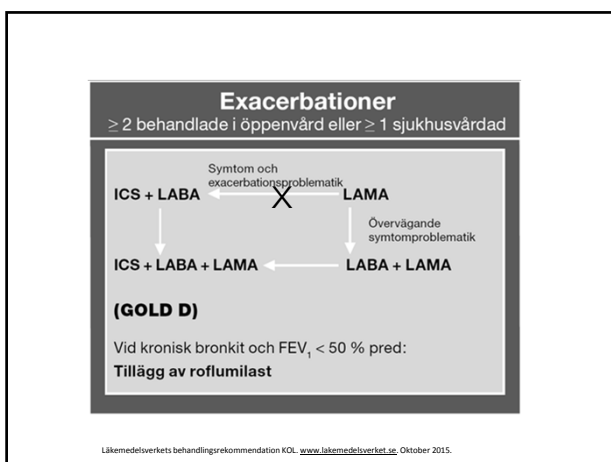 Exacerbationer
≥ 2 behandlade i öppenvård eller ≥ 1 sjukhusvårdad
Symtom och
exacerbationsproblematik
ICS + LABA X LAMA
Övervägande
symtomproblematik
ICS + LABA + LAMA LABA + LAMA
(GOLD D)
Vid kronisk bronkit och FEV₁ < 50 % pred:
Tillägg av roflumilast
Läkemedelsverkets behandlingsrekommendation KOL. www.lakemedelsverket.se. Oktober 2015.